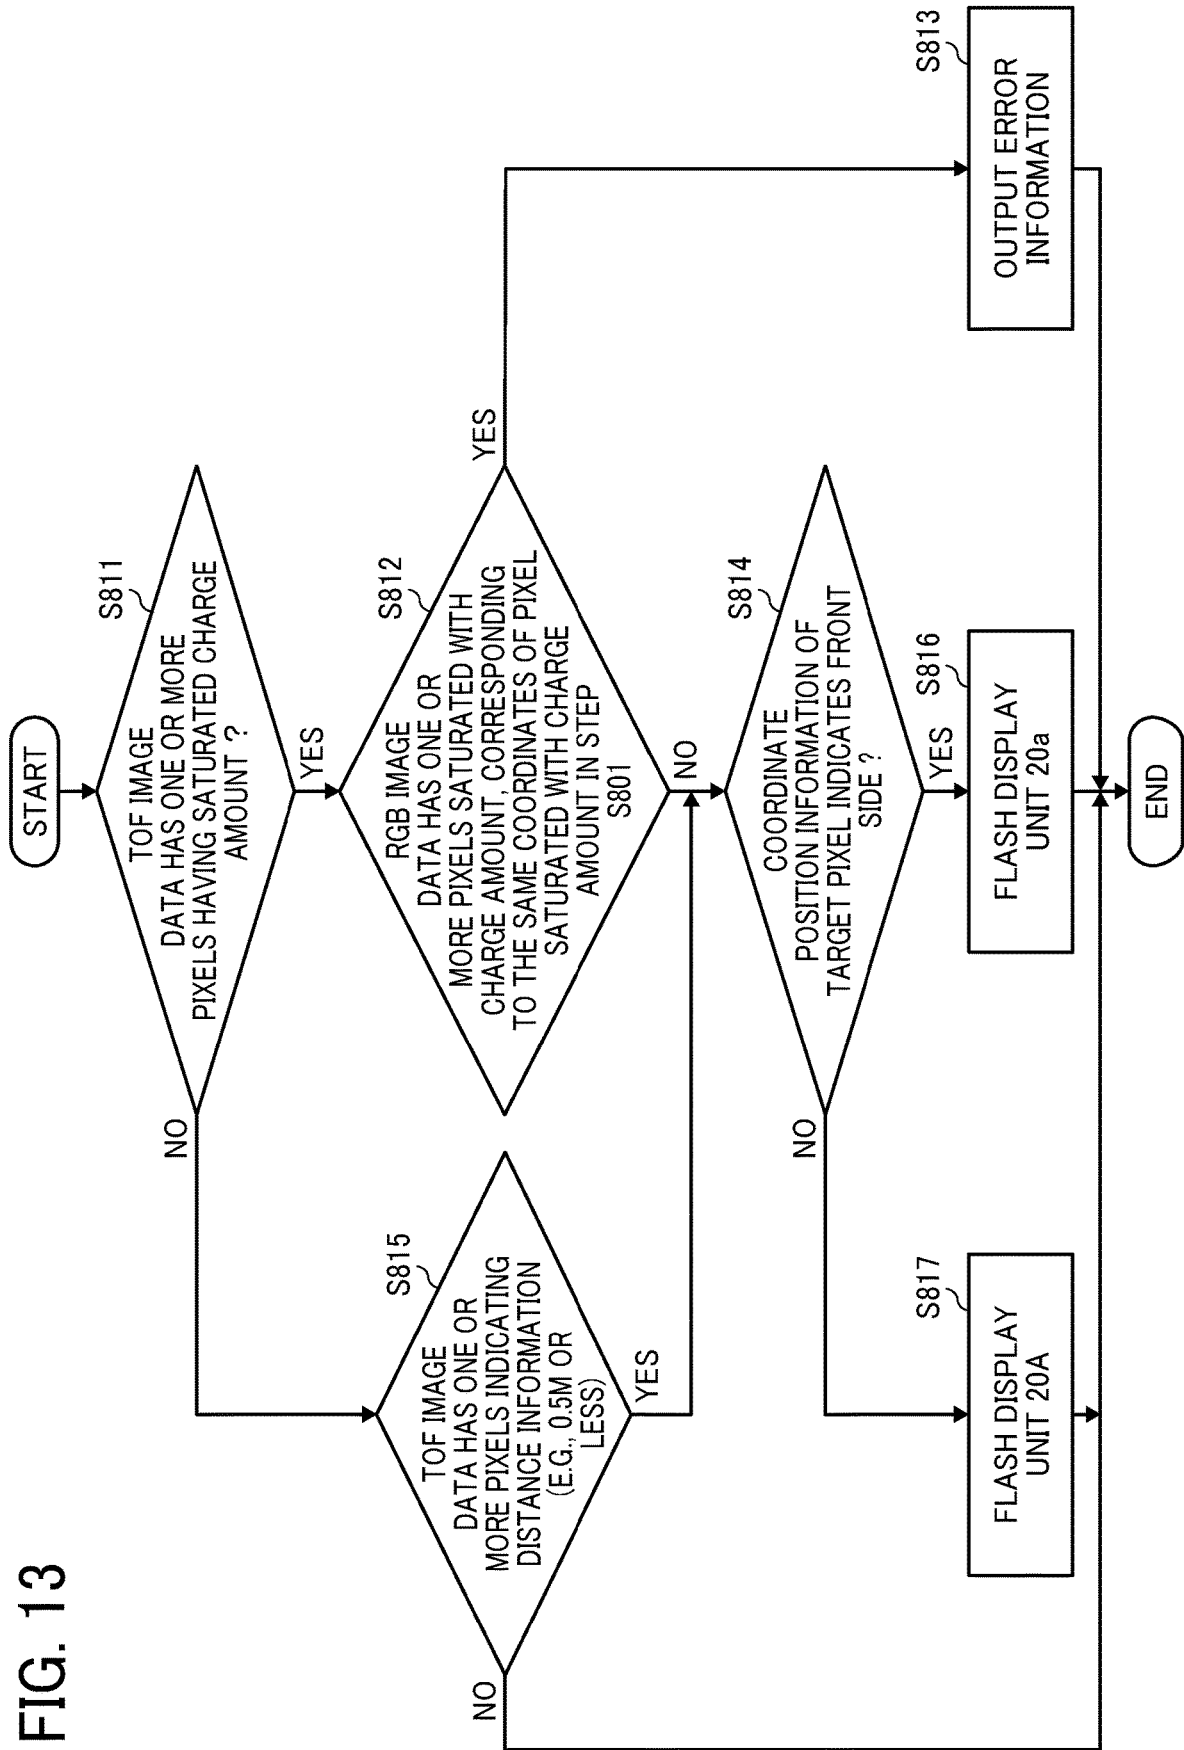 FIG. 13
START
S811
TOF IMAGE
DATA HAS ONE OR MORE
PIXELS HAVING SATURATED CHARGE
AMOUNT ?
NO
YES
S812
RGB IMAGE
DATA HAS ONE OR
MORE PIXELS SATURATED WITH
CHARGE AMOUNT, CORRESPONDING
TO THE SAME COORDINATES OF PIXEL
SATURATED WITH CHARGE
AMOUNT IN STEP
S801
YES
NO
S815
TOF IMAGE
DATA HAS ONE OR
MORE PIXELS INDICATING
DISTANCE INFORMATION
(E.G., 0.5M OR
LESS)
NO
YES
S814
COORDINATE
POSITION INFORMATION OF
TARGET PIXEL INDICATES FRONT
SIDE ?
NO
YES
S817
FLASH DISPLAY
UNIT 20A
S816
FLASH DISPLAY
UNIT 20a
S813
OUTPUT ERROR
INFORMATION
END